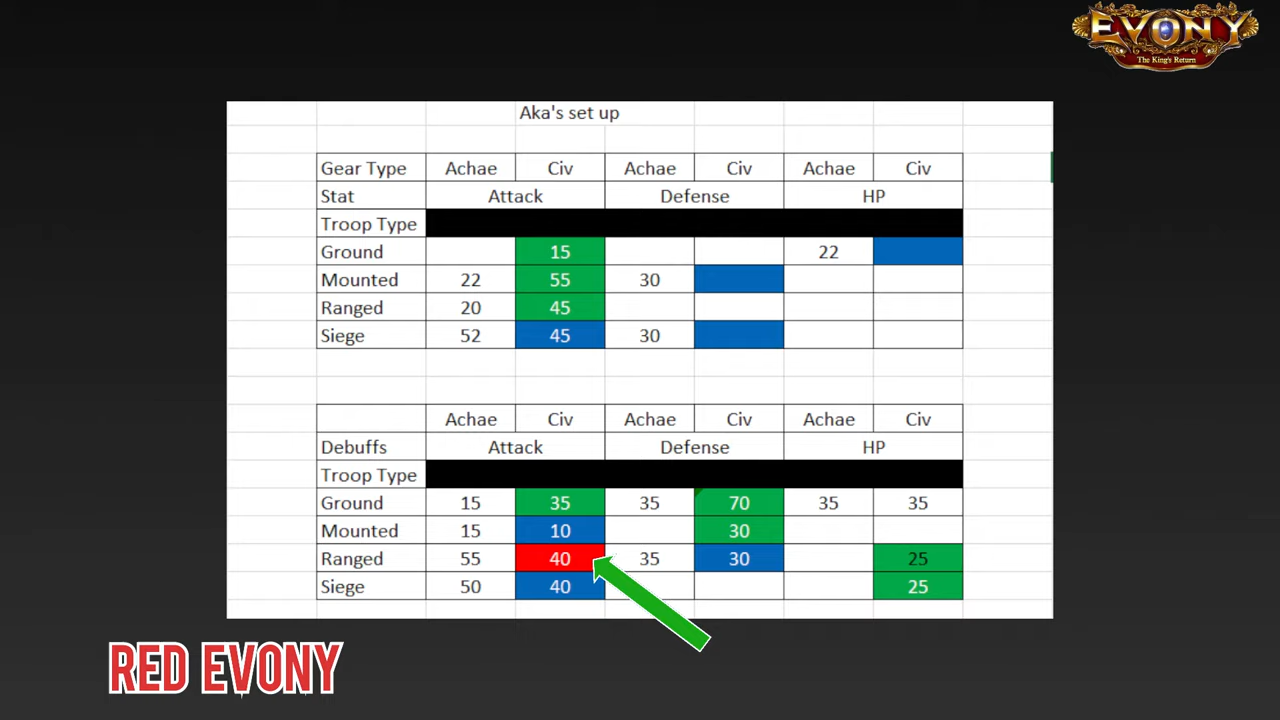 EVONY
The King's Return
Aka's set up
Gear Type Achae Civ Achae Civ Achae Civ
Stat Attack Defense HP
Troop Type
Ground 15 22
Mounted 22 55 30
Ranged 20 45
Siege 52 45 30
Achae Civ Achae Civ Achae Civ
Debuffs Attack Defense HP
Troop Type
Ground 15 35 35 70 35 35
Mounted 15 10 30
Ranged 55 40 35 30 25
Siege 50 40 25
RED EVONY